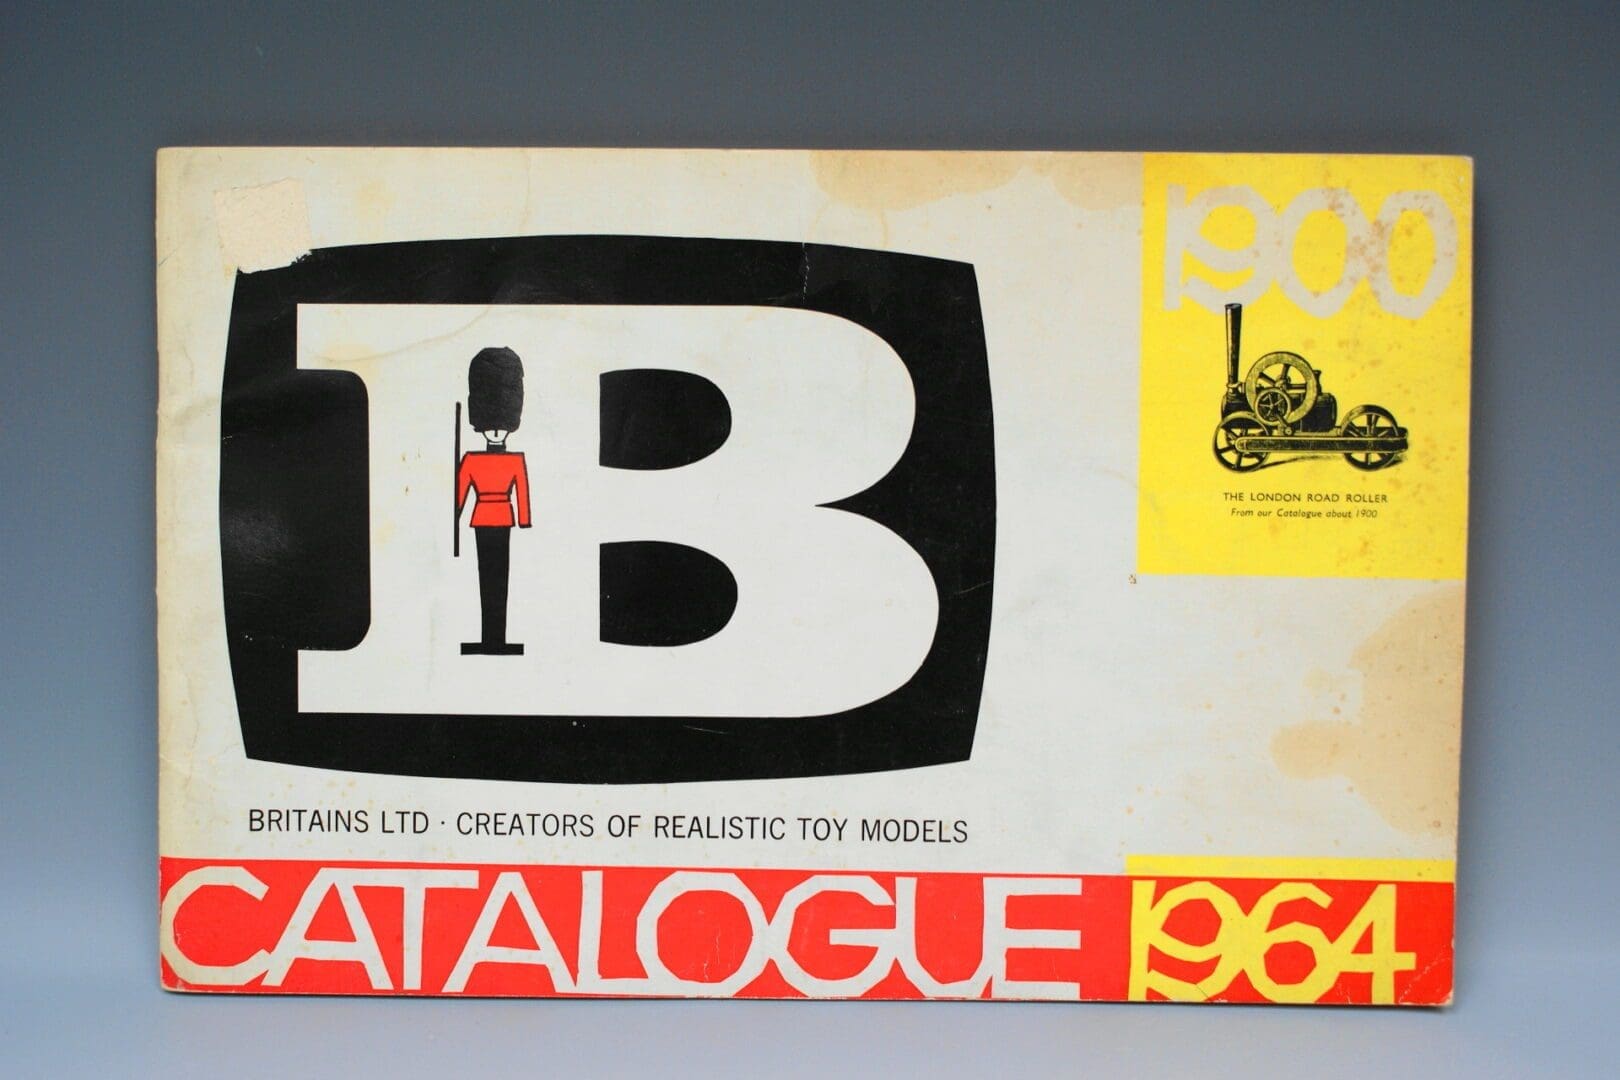 1900
THE LONDON ROAD ROLLER
From our Catalogue about 1900
B
BRITAINS LTD · CREATORS OF REALISTIC TOY MODELS
CATALOGUE 1964